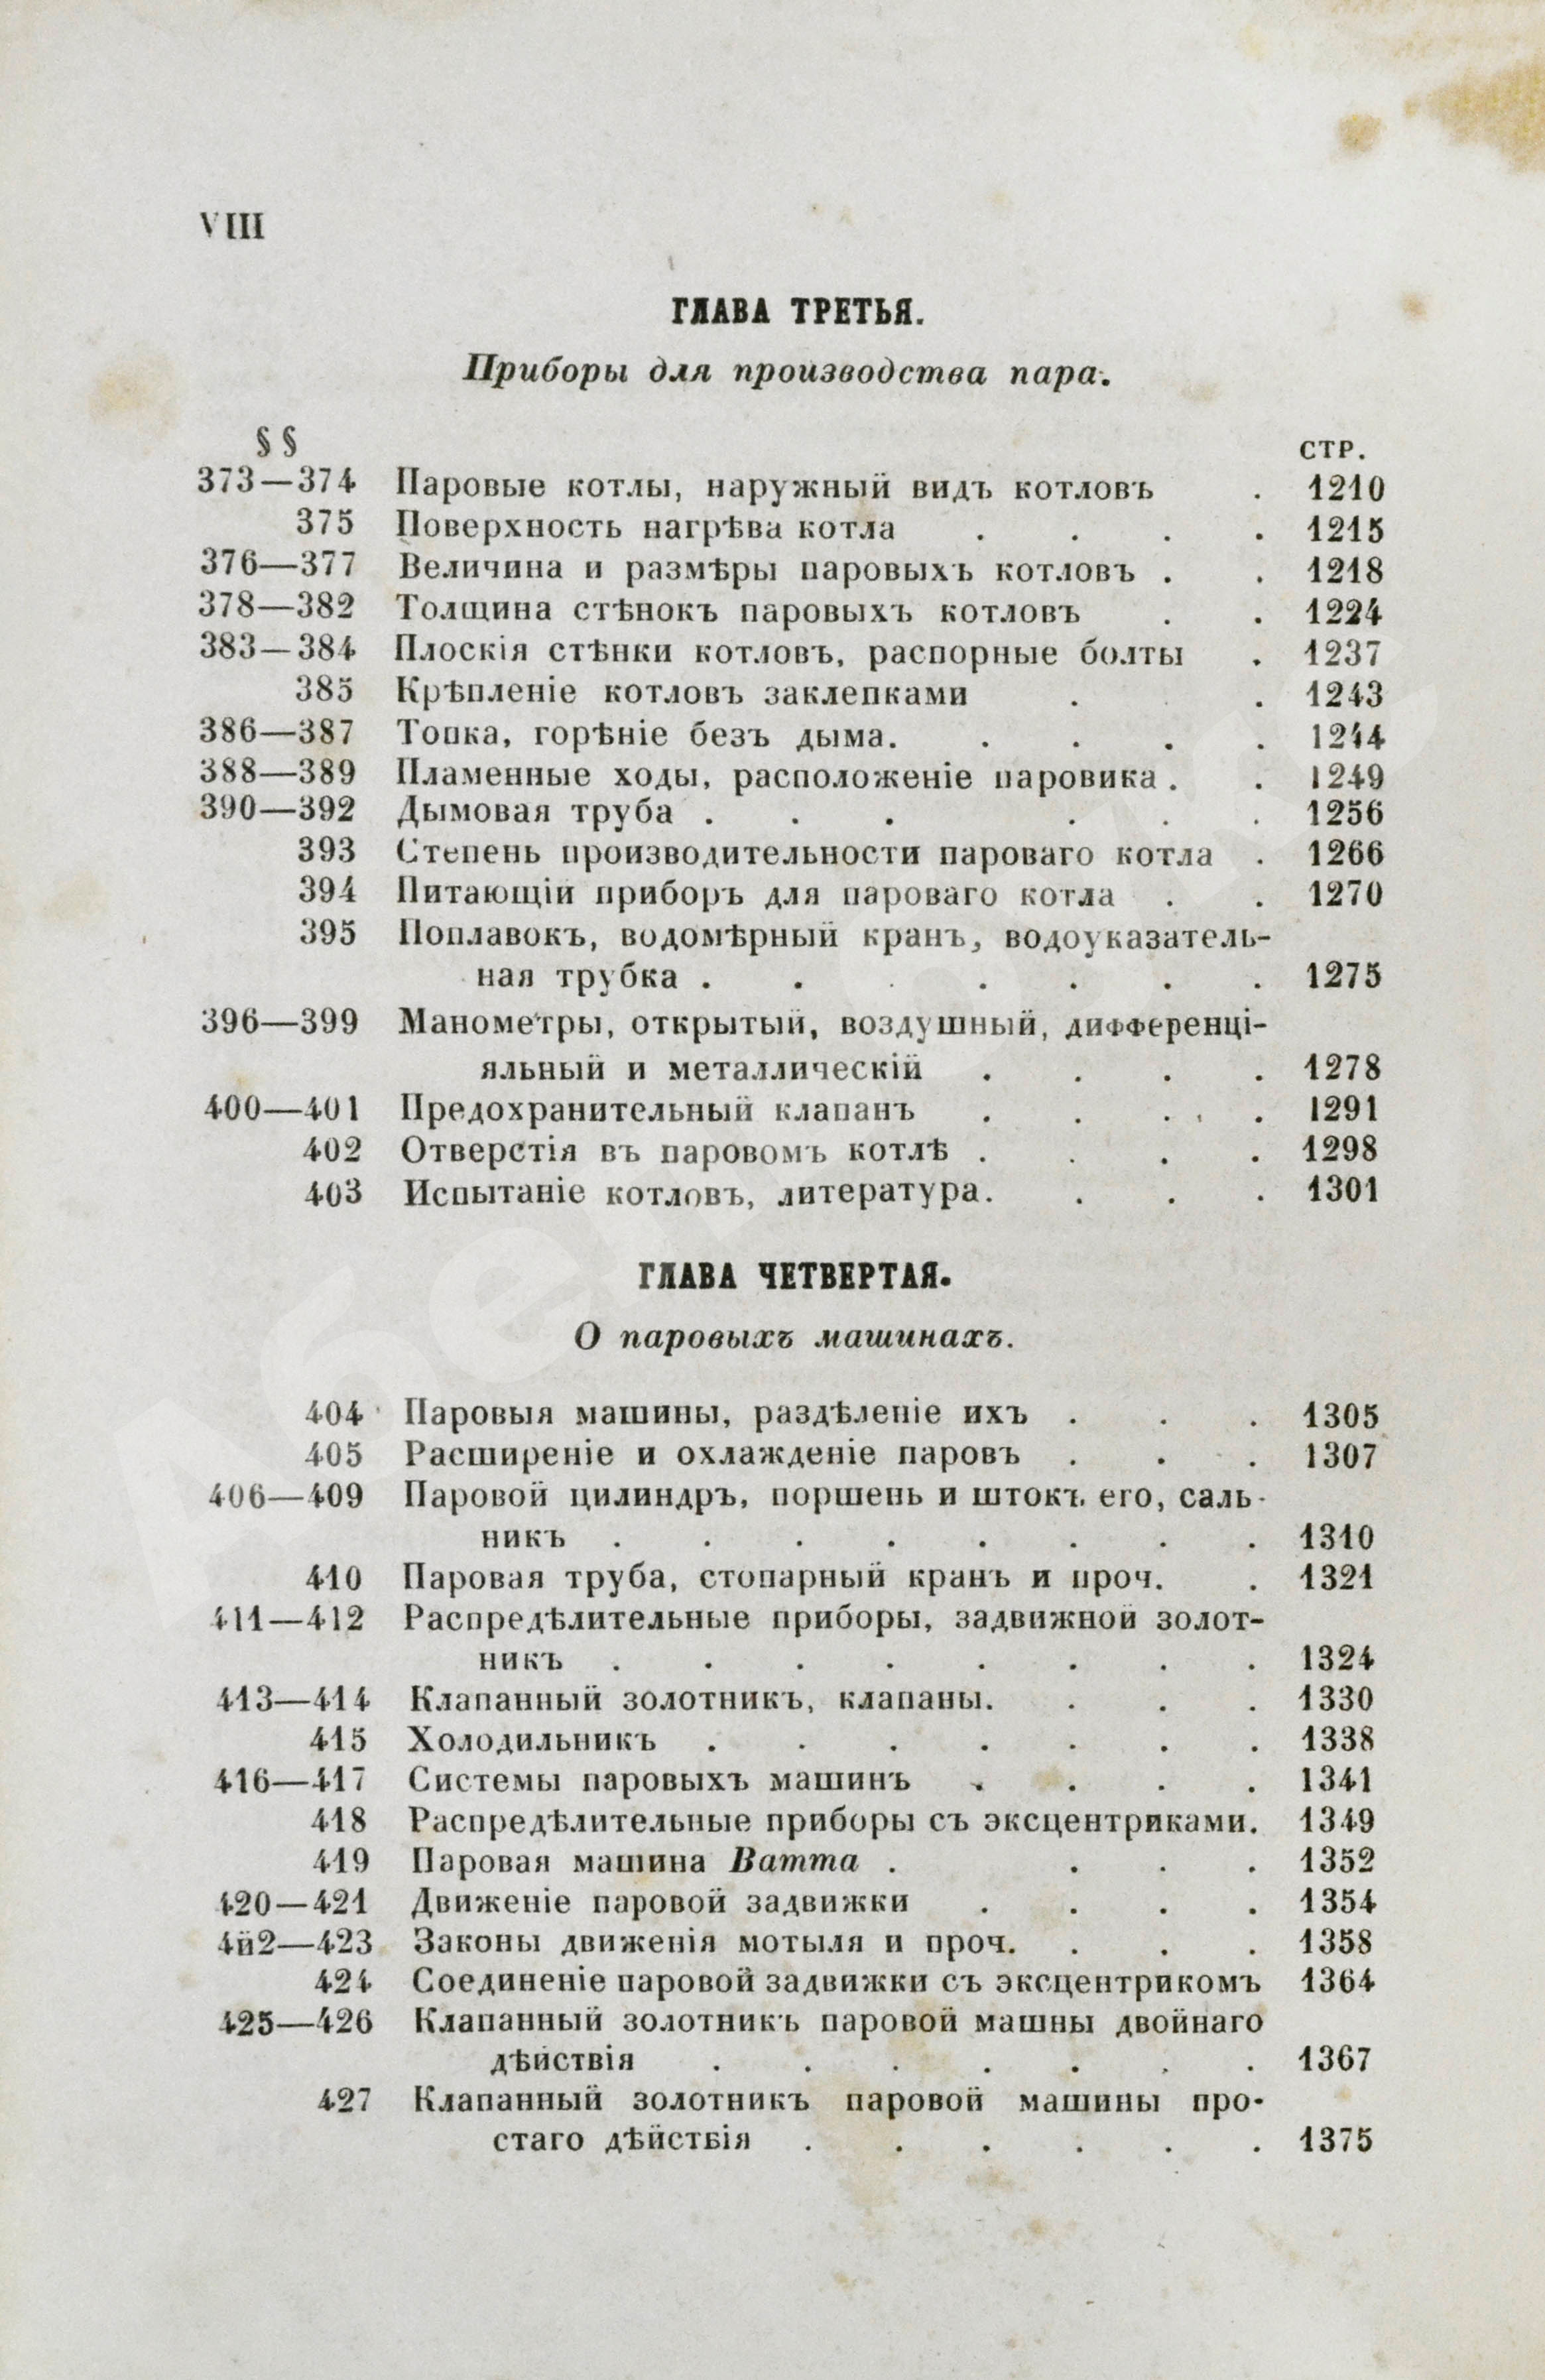 VIII
ГЛАВА ТРЕТЬЯ.
Приборы для производства пара.
§ § СТР.
373—374 Паровые котлы, наружный видъ котловъ . 1210
375 Поверхность нагрѣва котла . . . . 1215
376—377 Величина и размѣры паровыхъ котловъ . . 1218
378—382 Толщина стѣнокъ паровыхъ котловъ . . 1224
383—384 Плоскія стѣнки котловъ, распорные болты . 1237
385 Крѣпленіе котловъ заклепками . . 1243
386—387 Топка, горѣніе безъ дыма. . . . . 1244
388—389 Пламенные ходы, расположеніе паровика . . 1249
390—392 Дымовая труба . . . . . . 1256
393 Степень производительности пароваго котла . 1266
394 Питающій приборъ для пароваго котла . . 1270
395 Поплавокъ, водомѣрный кранъ, водоуказатель-
ная трубка . . . . . . . 1275
396—399 Манометры, открытый, воздушный, дифференці-
яльный и металлическій . . . . 1278
400—401 Предохранительный клапанъ . . . . 1291
402 Отверстія въ паровомъ котлѣ . . . . 1298
403 Испытаніе котловъ, литература. . . . 1301
ГЛАВА ЧЕТВЕРТАЯ.
О паровыхъ машинахъ.
404 Паровыя машины, раздѣленіе ихъ . . . 1305
405 Расширеніе и охлажденіе паровъ . . . 1307
406—409 Паровой цилиндръ, поршень и штокъ его, саль-
никъ . . . . . . . . 1310
410 Паровая труба, стопарный кранъ и проч. . 1321
411—412 Распредѣлительные приборы, задвижной золот-
никъ . . . . . . . . 1324
413—414 Клапанный золотникъ, клапаны. . . . 1330
415 Холодильникъ . . . . . . . 1338
416—417 Системы паровыхъ машинъ . . . . 1341
418 Распредѣлительные приборы съ эксцентриками. 1349
419 Паровая машина Ватта . . . . 1352
420—421 Движеніе паровой задвижки . . . . 1354
4й2—423 Законы движенія мотыля и проч. . . . 1358
424 Соединеніе паровой задвижки съ эксцентрикомъ 1364
425—426 Клапанный золотникъ паровой машны двойнаго
дѣйствія . . . . . . . 1367
427 Клапанный золотникъ паровой машины про-
стаго дѣйствія . . . . . . 1375